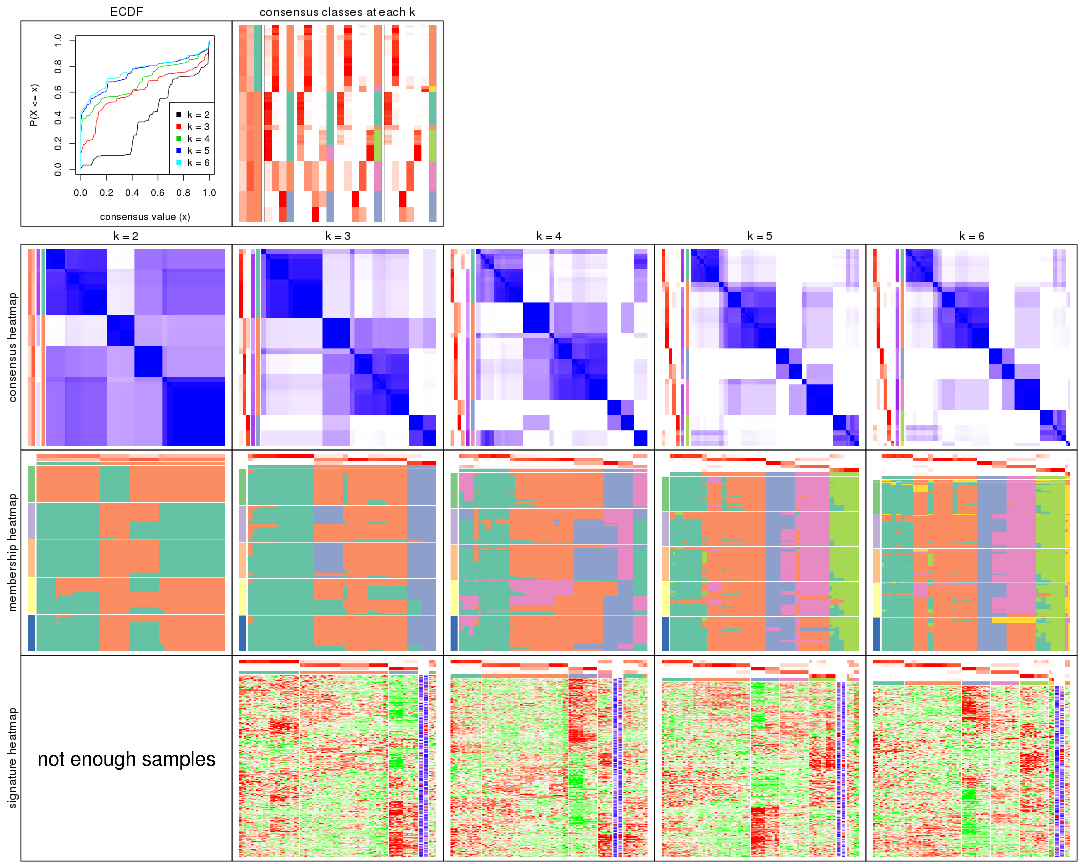 ECDF
consensus classes at each k
P(X <= x)
1.0
0.8
0.6
0.4
0.2
0.0
k = 2
k = 3
k = 4
k = 5
k = 6
0.0 0.2 0.4 0.6 0.8 1.0
consensus value (x)
k = 2
k = 3
k = 4
k = 5
k = 6
consensus heatmap
membership heatmap
signature heatmap
not enough samples